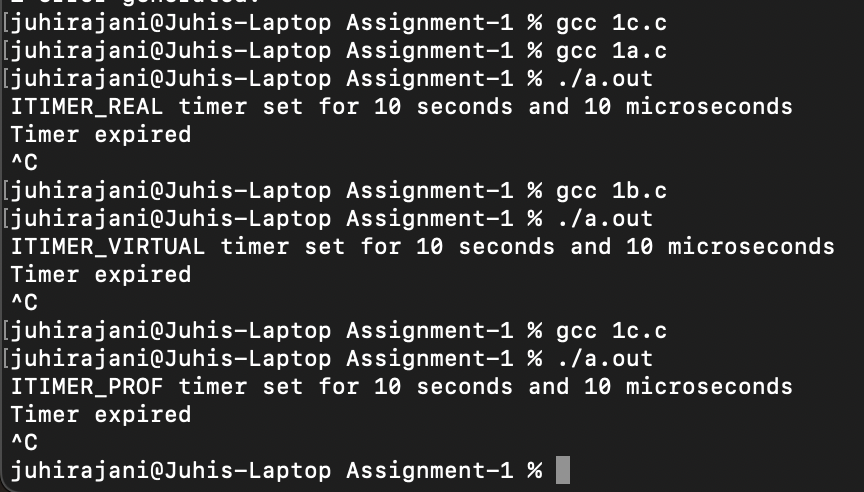 [juhirajani@Juhis-Laptop Assignment-1 % gcc 1c.c
[juhirajani@Juhis-Laptop Assignment-1 % gcc 1a.c
[juhirajani@Juhis-Laptop Assignment-1 % ./a.out
ITIMER_REAL timer set for 10 seconds and 10 microseconds
Timer expired
^C
[juhirajani@Juhis-Laptop Assignment-1 % gcc 1b.c
[juhirajani@Juhis-Laptop Assignment-1 % ./a.out
ITIMER_VIRTUAL timer set for 10 seconds and 10 microseconds
Timer expired
^C
[juhirajani@Juhis-Laptop Assignment-1 % gcc 1c.c
[juhirajani@Juhis-Laptop Assignment-1 % ./a.out
ITIMER_PROF timer set for 10 seconds and 10 microseconds
Timer expired
^C
juhirajani@Juhis-Laptop Assignment-1 %